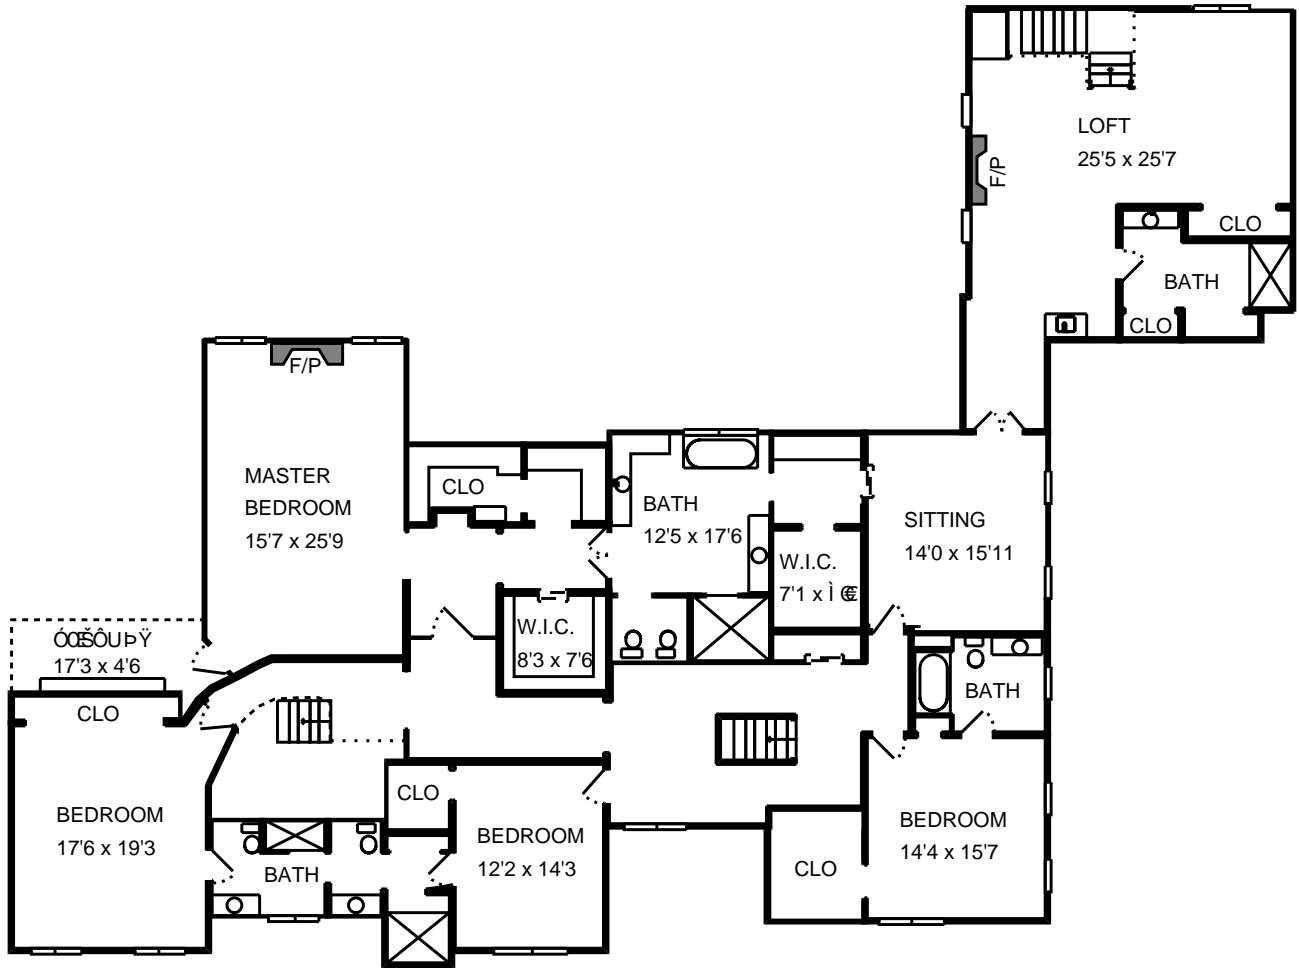 LOFT
25'5 x 25'7
F/P
CLO
BATH
CLO
F/P
MASTER
BEDROOM
15'7 x 25'9
CLO
BATH
12'5 x 17'6
SITTING
14'0 x 15'11
W.I.C.
7'1 x
W.I.C.
8'3 x 7'6
17'3 x 4'6
CLO
BATH
CLO
BEDROOM
17'6 x 19'3
BEDROOM
12'2 x 14'3
BEDROOM
14'4 x 15'7
BATH
CLO